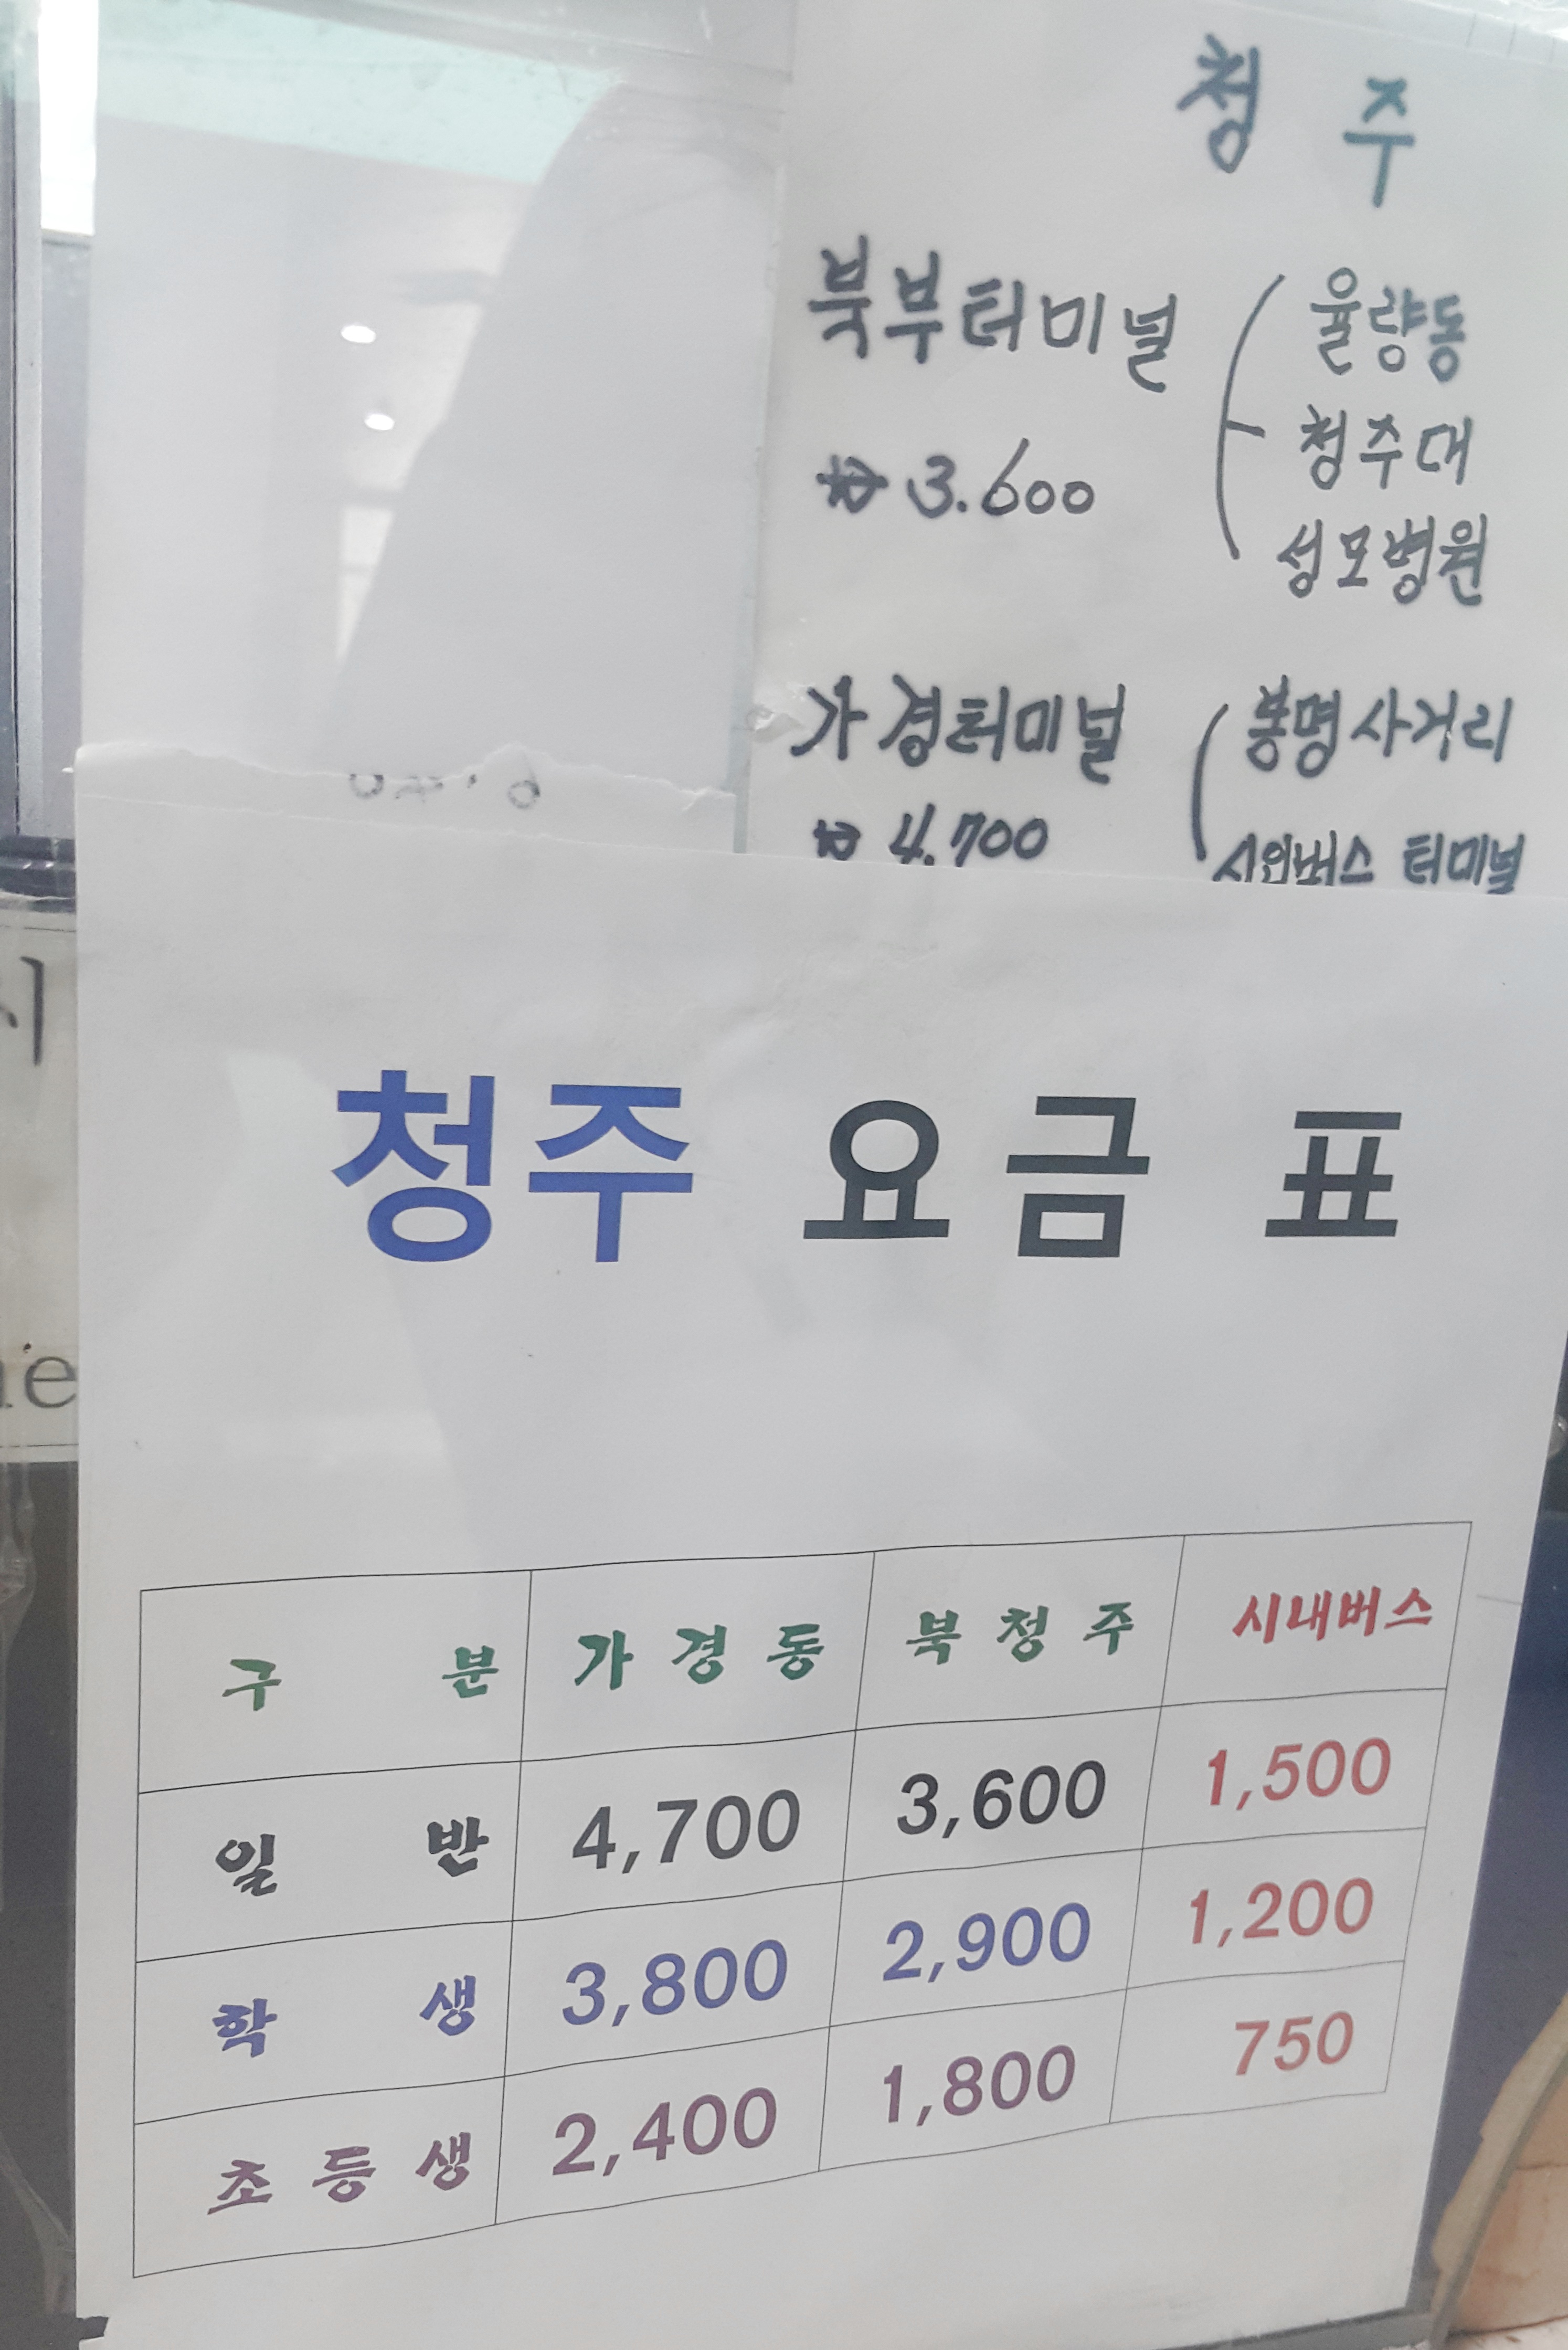 청 주
북부터미널 율량동
₩ 3.600 청주대
성모병원
가경터미널 봉명사거리
₩ 4.700 시외버스 터미널
청주 요금 표
구 분 가 경 동 북 청 주 시내버스
일 반 4,700 3,600 1,500
학 생 3,800 2,900 1,200
초 등 생 2,400 1,800 750